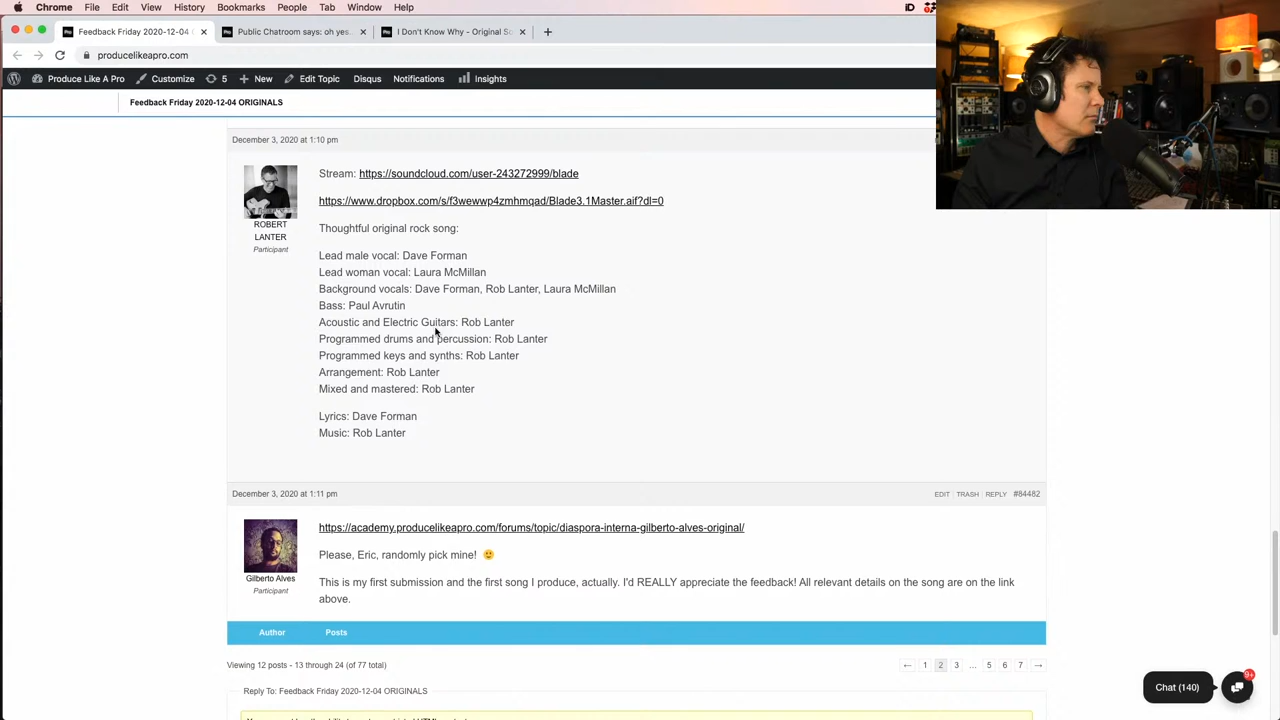 Chrome File Edit View History Bookmarks People Tab Window Help
Feedback Friday 2020-12-04
Public Chatroom says: oh yes.
I Don't Know Why - Original So
producelikeapro.com
Produce Like A Pro Customize 5 New Edit Topic Disqus Notifications Insights
Feedback Friday 2020-12-04 ORIGINALS
December 3, 2020 at 1:10 pm
ROBERT
LANTER
Participant
Stream: https://soundcloud.com/user-243272999/blade
https://www.dropbox.com/s/f3wewwp4zmhmqad/Blade3.1Master.aif?dl=0
Thoughtful original rock song:
Lead male vocal: Dave Forman
Lead woman vocal: Laura McMillan
Background vocals: Dave Forman, Rob Lanter, Laura McMillan
Bass: Paul Avrutin
Acoustic and Electric Guitars: Rob Lanter
Programmed drums and percussion: Rob Lanter
Programmed keys and synths: Rob Lanter
Arrangement: Rob Lanter
Mixed and mastered: Rob Lanter
Lyrics: Dave Forman
Music: Rob Lanter
December 3, 2020 at 1:11 pm
EDIT TRASH REPLY #84482
Gilberto Alves
Participant
https://academy.producelikeapro.com/forums/topic/diaspora-interna-gilberto-alves-original/
Please, Eric, randomly pick mine! 🙂
This is my first submission and the first song I produce, actually. I'd REALLY appreciate the feedback! All relevant details on the song are on the link
above.
Author Posts
Viewing 12 posts - 13 through 24 (of 77 total)
← 1 2 3 … 5 6 7 →
Reply To: Feedback Friday 2020-12-04 ORIGINALS
Chat (140)
9+